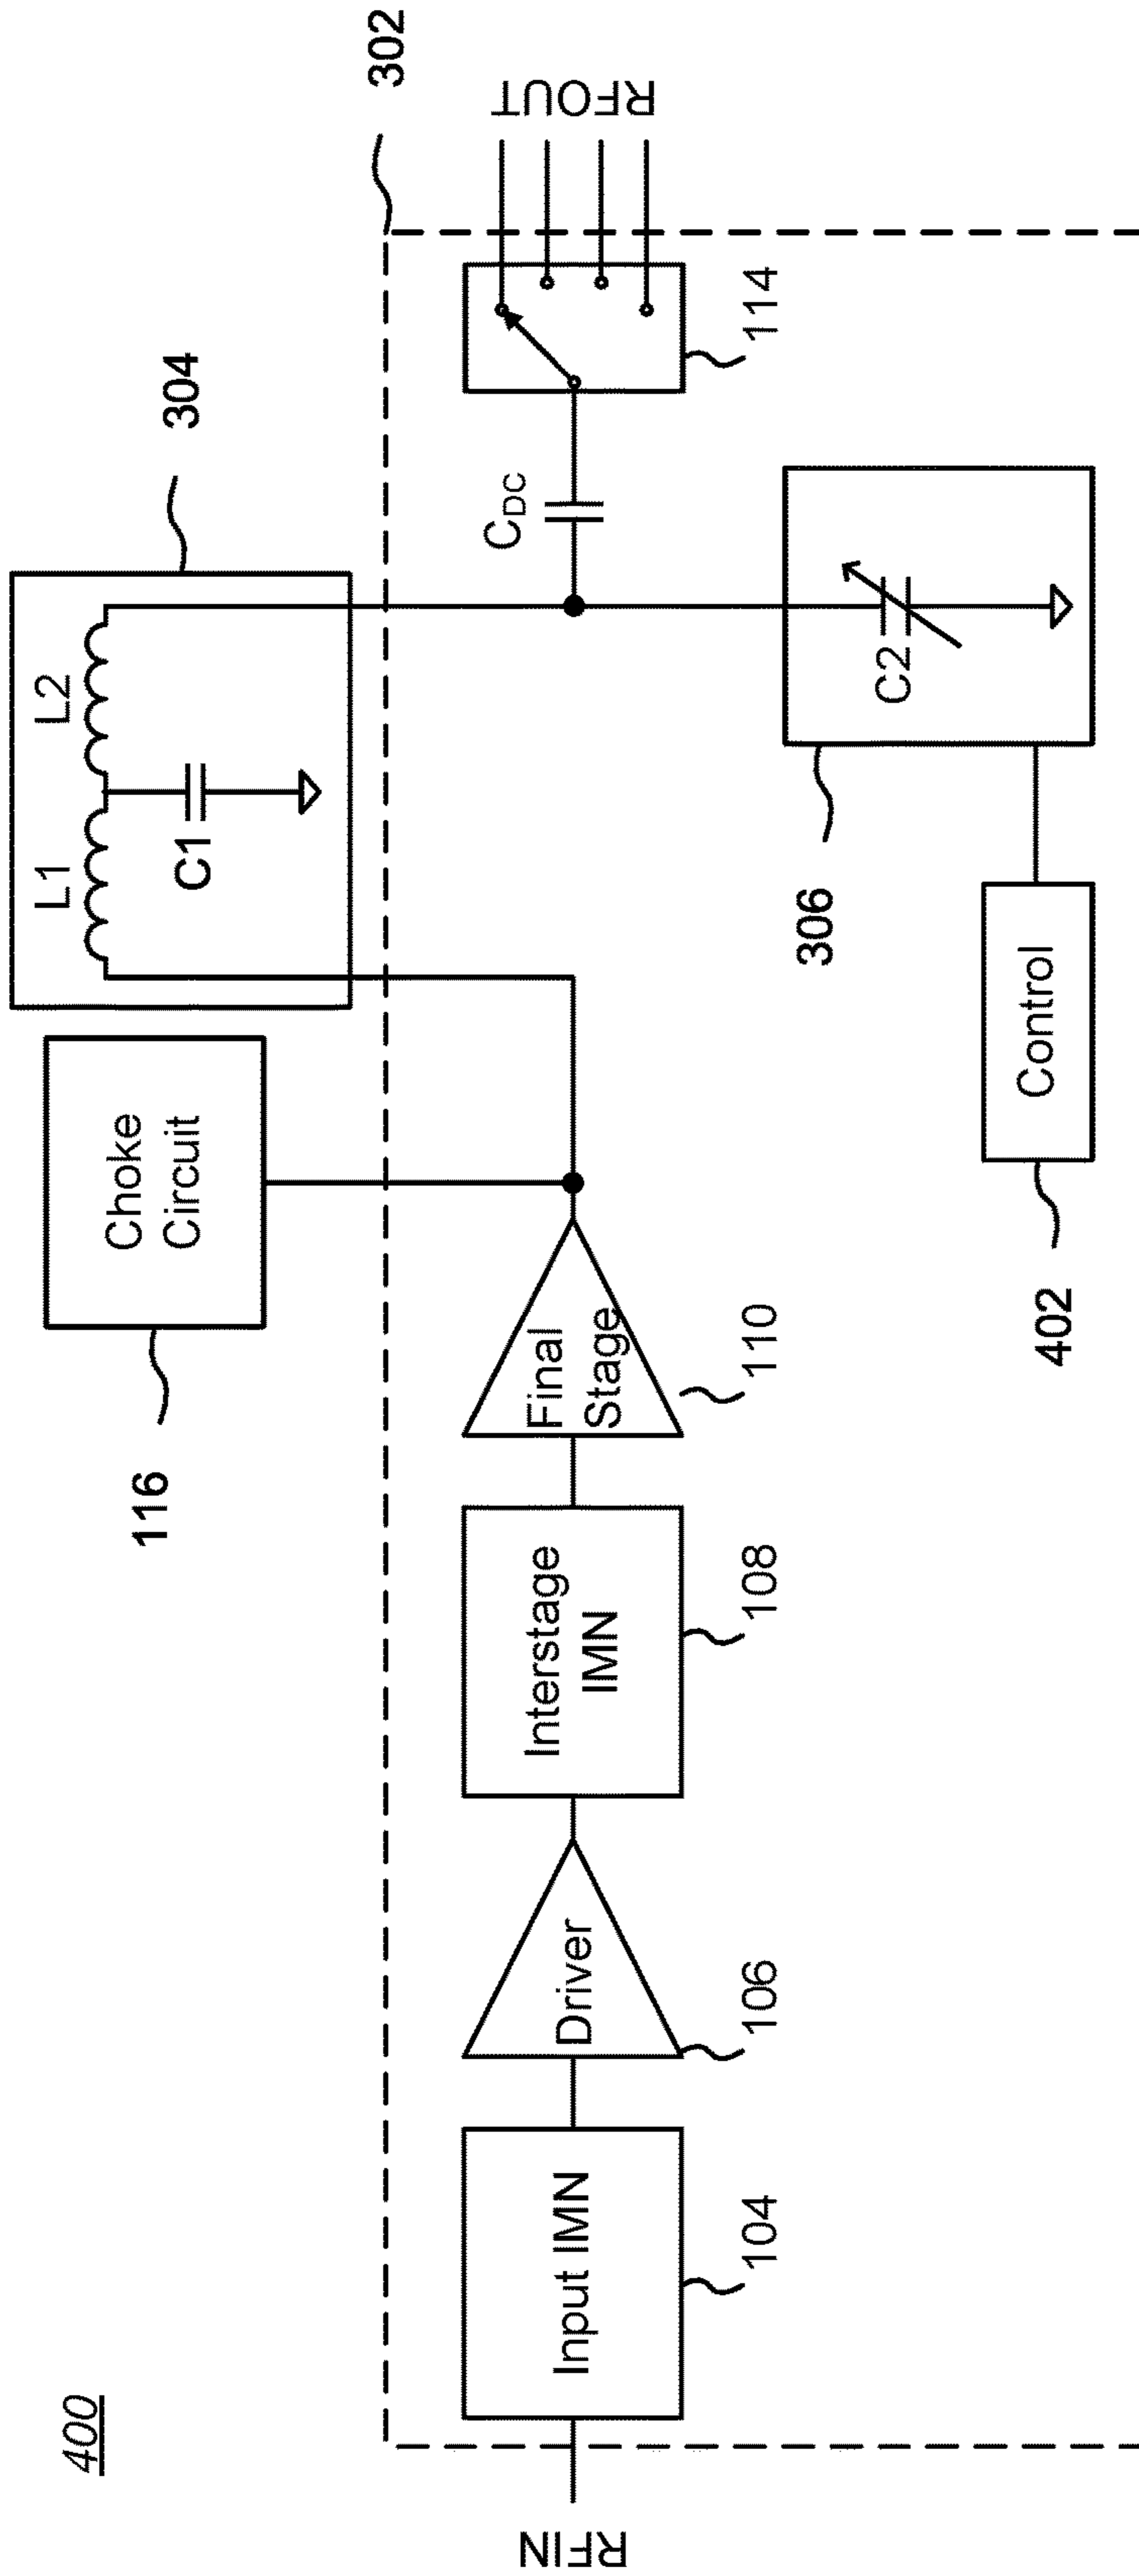 400
116
Choke
Circuit
304
L1
L2
C1
302
RFIN
Input IMN
104
Driver
106
Interstage
IMN
108
Final
Stage
110
CDC
114
RFOUT
306
C2
402
Control